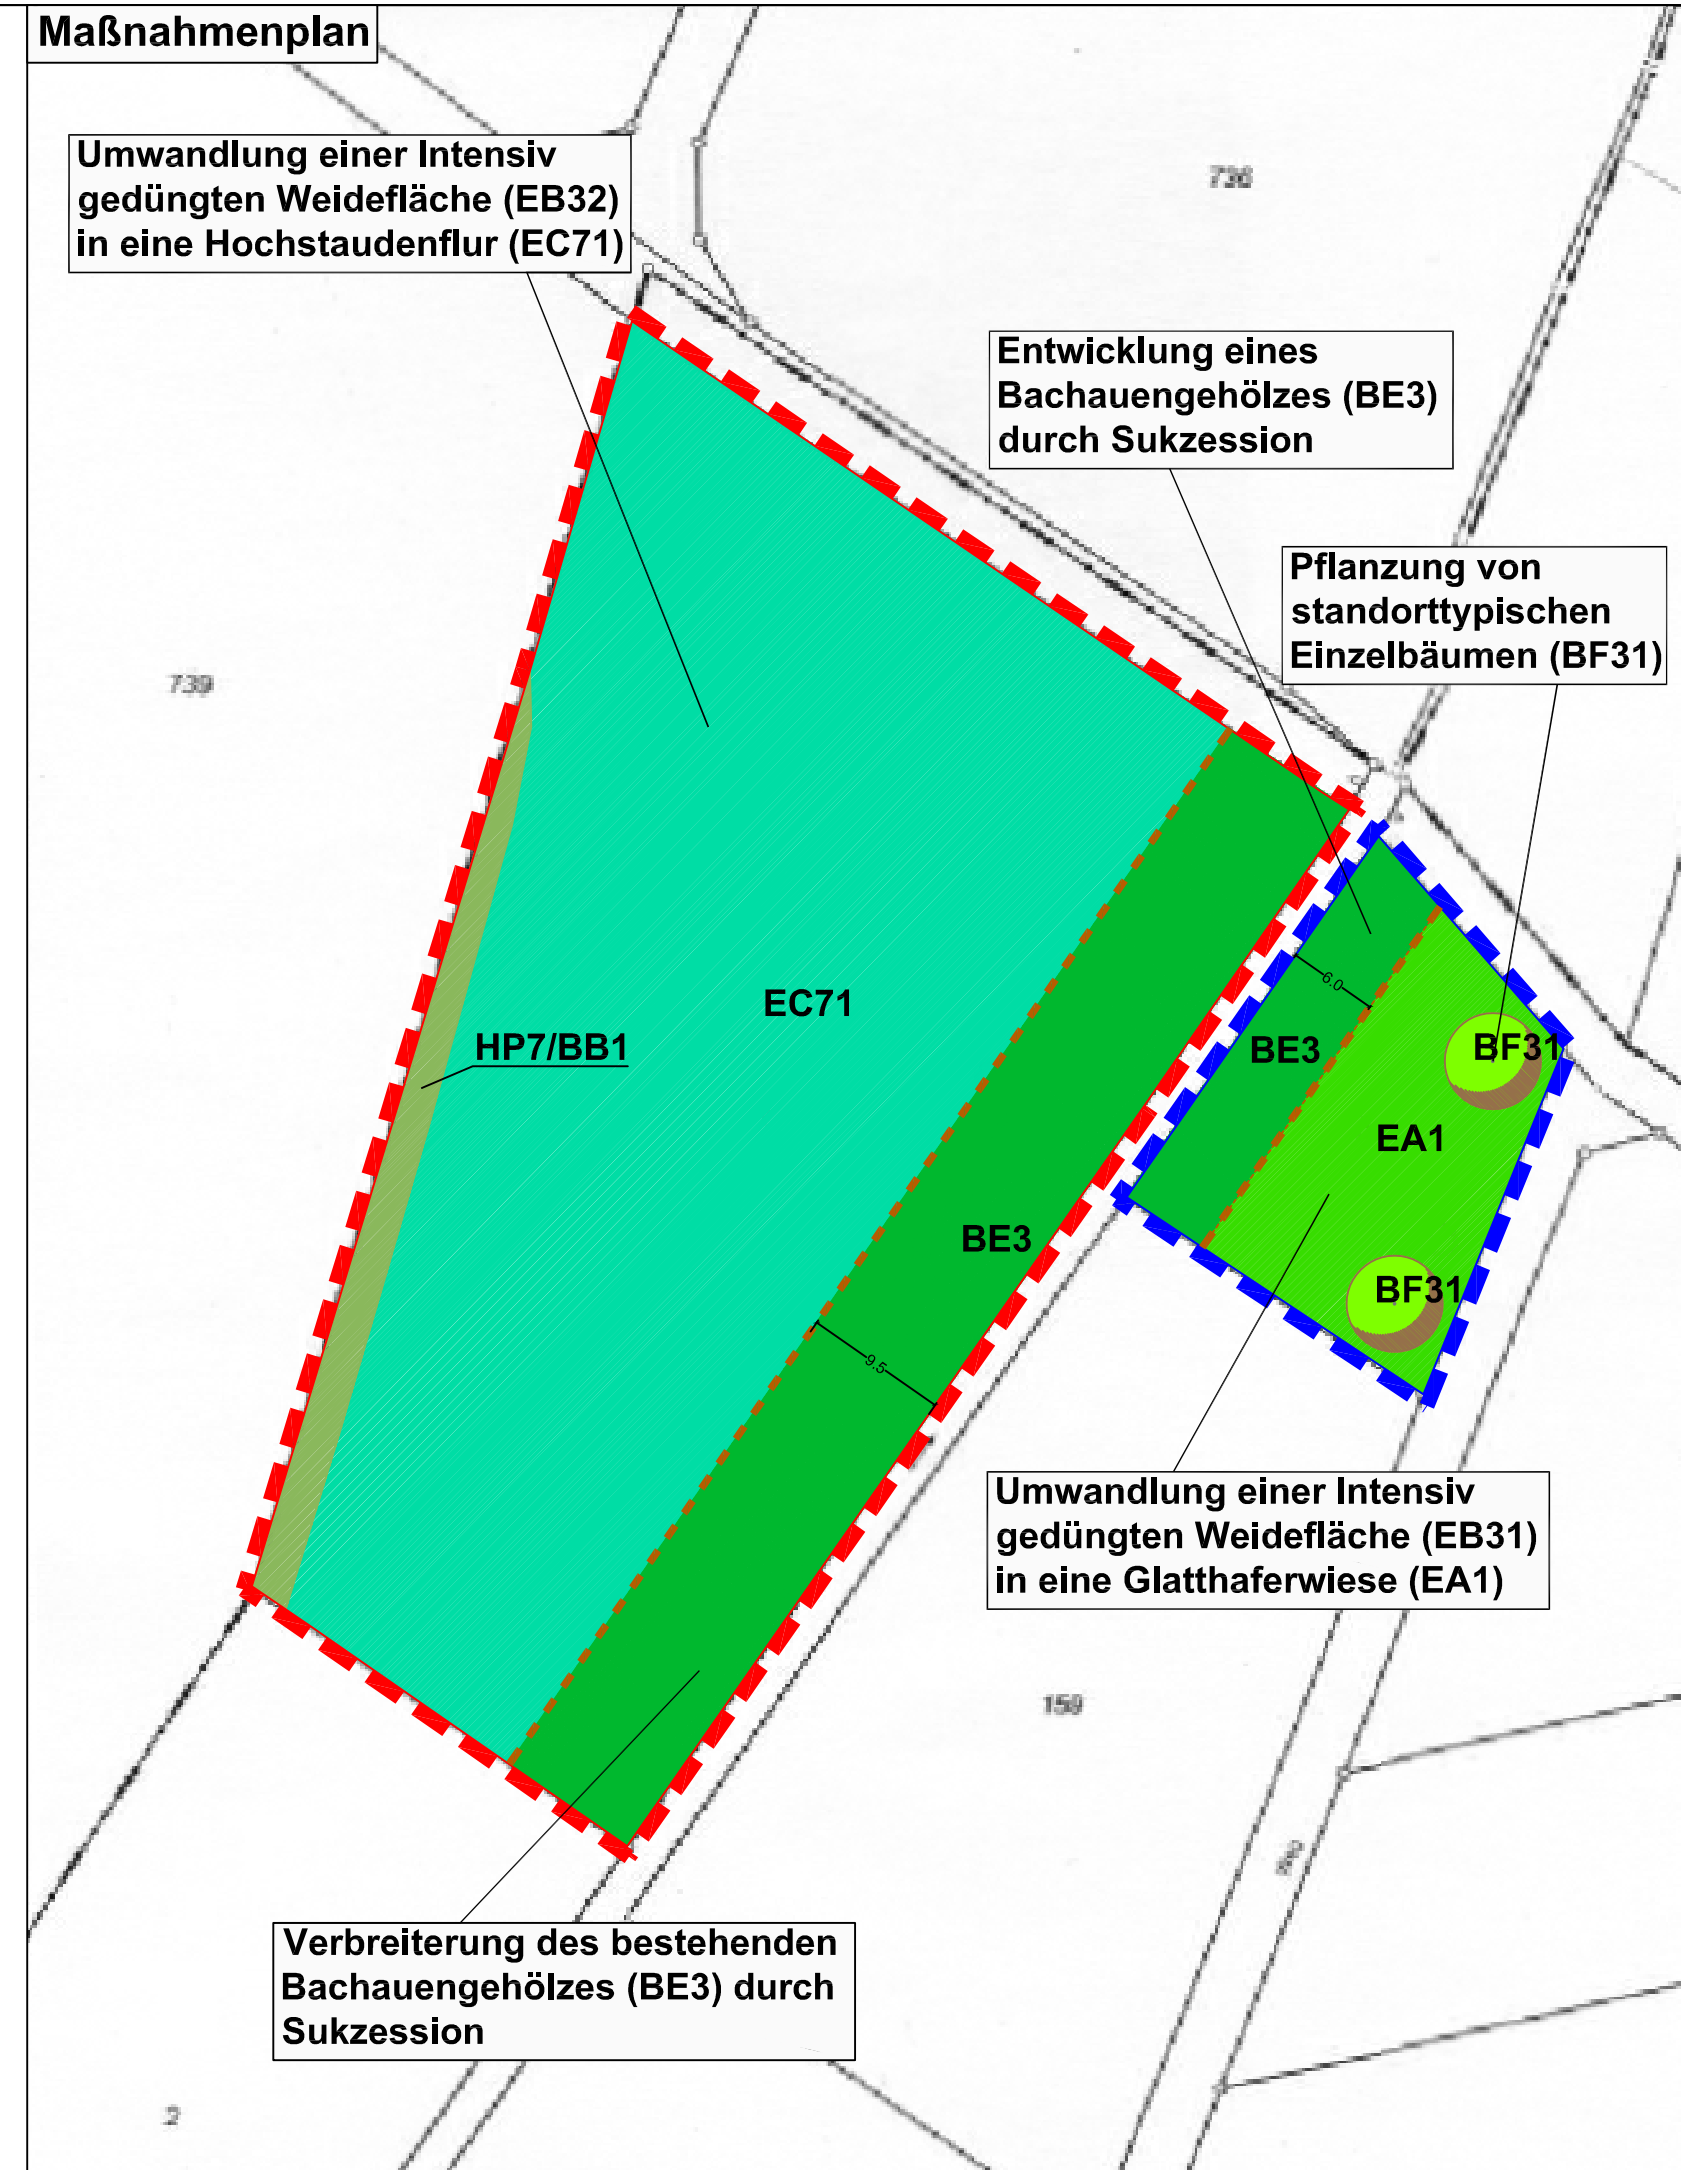 Maßnahmenplan
Umwandlung einer Intensiv
gedüngten Weidefläche (EB32)
in eine Hochstaudenflur (EC71)
736
Entwicklung eines
Bachauengehölzes (BE3)
durch Sukzession
Pflanzung von
standorttypischen
Einzelbäumen (BF31)
739
6.0
EC71
HP7/BB1
BE3
BF31
EA1
BE3
BF31
9.5
Umwandlung einer Intensiv
gedüngten Weidefläche (EB31)
in eine Glatthaferwiese (EA1)
159
Verbreiterung des bestehenden
Bachauengehölzes (BE3) durch
Sukzession
2